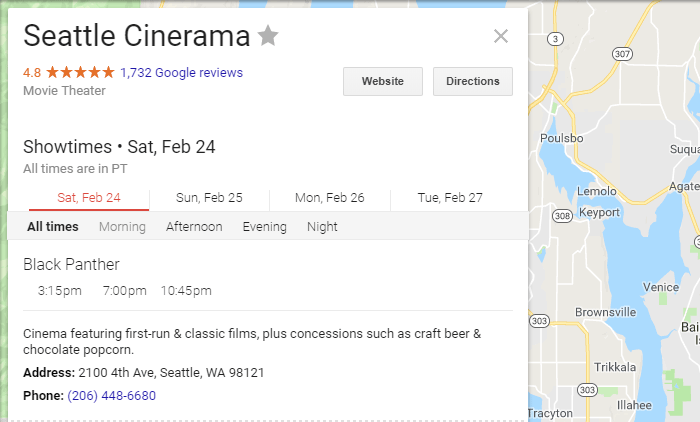 Seattle Cinerama
4.8 ★★★★★ 1,732 Google reviews
Movie Theater
Website
Directions
Showtimes • Sat, Feb 24
All times are in PT
Sat, Feb 24 Sun, Feb 25 Mon, Feb 26 Tue, Feb 27
All times Morning Afternoon Evening Night
Black Panther
3:15pm 7:00pm 10:45pm
Cinema featuring first-run & classic films, plus concessions such as craft beer &
chocolate popcorn.
Address: 2100 4th Ave, Seattle, WA 98121
Phone: (206) 448-6680
3
307
Poulsbo
Suqua
Lemolo
Agate
Keyport
308
Venice
Brownsville
303
Bai
Is
303
Trikkala
Illahee
Tracyton